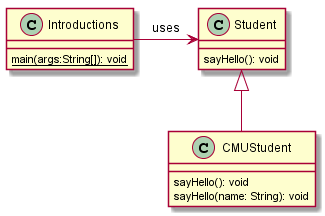 C Introductions
main(args:String[]): void
uses
C Student
sayHello(): void
C CMUStudent
sayHello(): void
sayHello(name: String): void